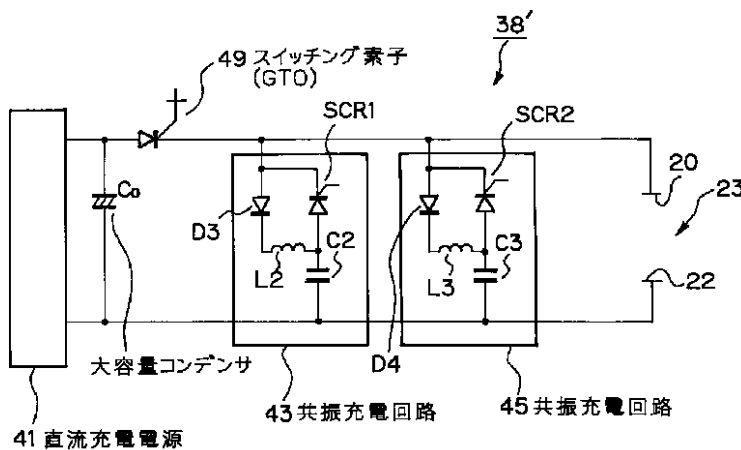 38′
49 スイッチング素子
(GTO)
SCR1
SCR2
20
23
C₀
D3
C2
C3
L2
L3
22
大容量コンデンサ
D4
43 共振充電回路
45 共振充電回路
41 直流充電電源